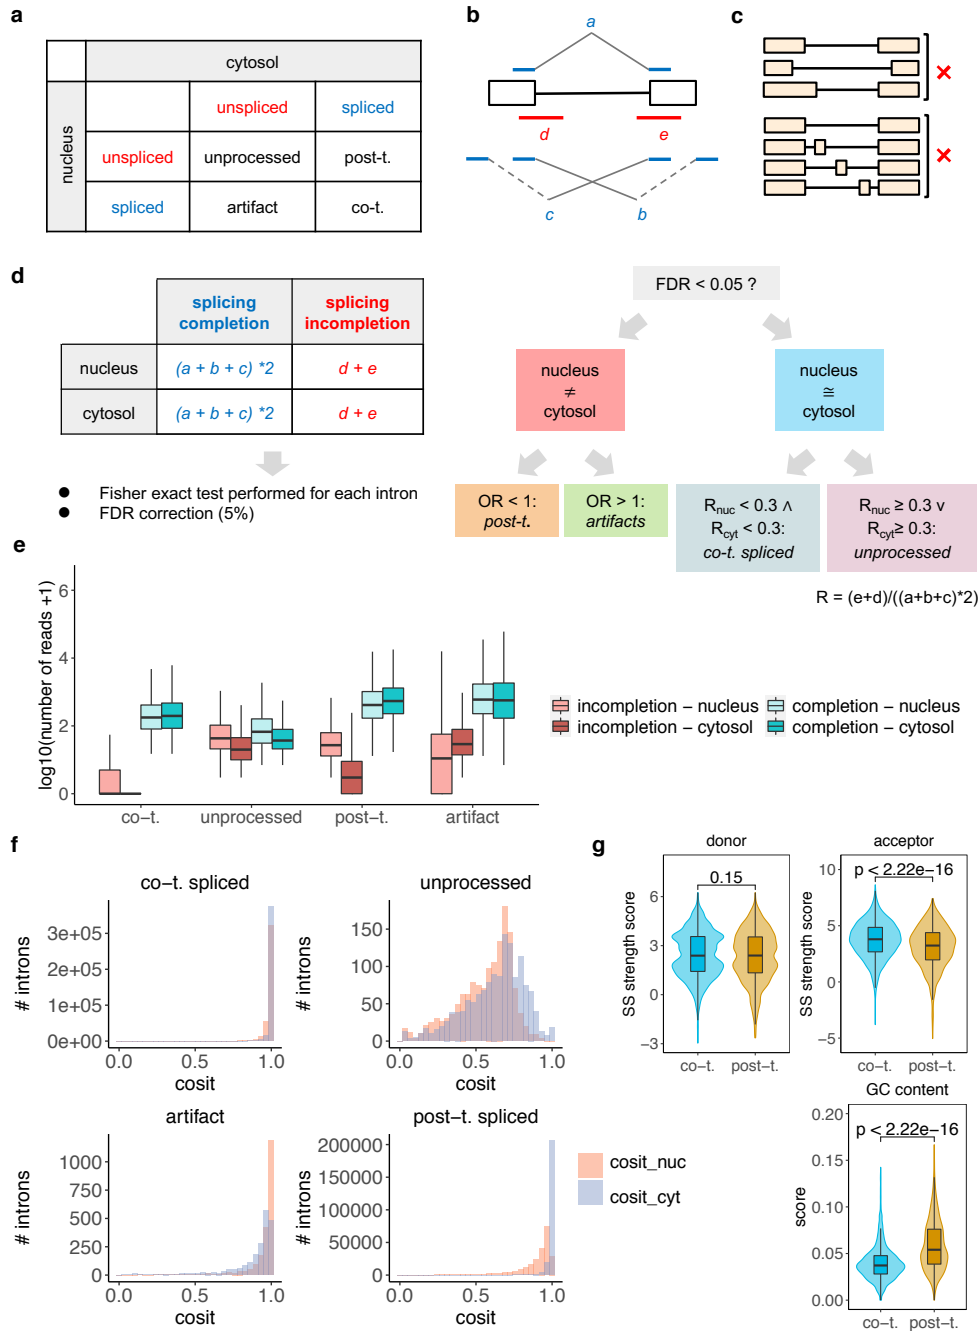 a
cytosol
nucleus
unspliced
spliced
unspliced
unprocessed
post-t.
spliced
artifact
co-t.
b
a
d
e
c
b
c
×
×
d
splicing completion
splicing incompletion
nucleus
(a + b + c) *2
d + e
cytosol
(a + b + c) *2
d + e
● Fisher exact test performed for each intron
● FDR correction (5%)
FDR < 0.05 ?
nucleus
≠
cytosol
nucleus
≅
cytosol
OR < 1:
post-t.
OR > 1:
artifacts
Rnuc < 0.3 ∧
Rcyt < 0.3:
co-t. spliced
Rnuc ≥ 0.3 ∨
Rcyt≥ 0.3:
unprocessed
R = (e+d)/((a+b+c)*2)
e
log10(number of reads +1)
6
4
2
0
co−t.
unprocessed
post−t.
artifact
incompletion − nucleus
completion − nucleus
incompletion − cytosol
completion − cytosol
f
co−t. spliced
# introns
3e+05
2e+05
1e+05
0e+00
0.0
0.5
1.0
cosit
unprocessed
# introns
150
100
50
0
0.0
0.5
1.0
cosit
artifact
# introns
1000
750
500
250
0
0.0
0.5
1.0
cosit
post−t. spliced
# introns
200000
150000
100000
50000
0
0.0
0.5
1.0
cosit
cosit_nuc
cosit_cyt
g
donor
SS strength score
6
3
0
−3
0.15
co−t.
post−t.
acceptor
SS strength score
10
5
0
−5
p < 2.22e−16
co−t.
post−t.
GC content
score
0.20
0.15
0.10
0.05
0.00
p < 2.22e−16
co−t.
post−t.